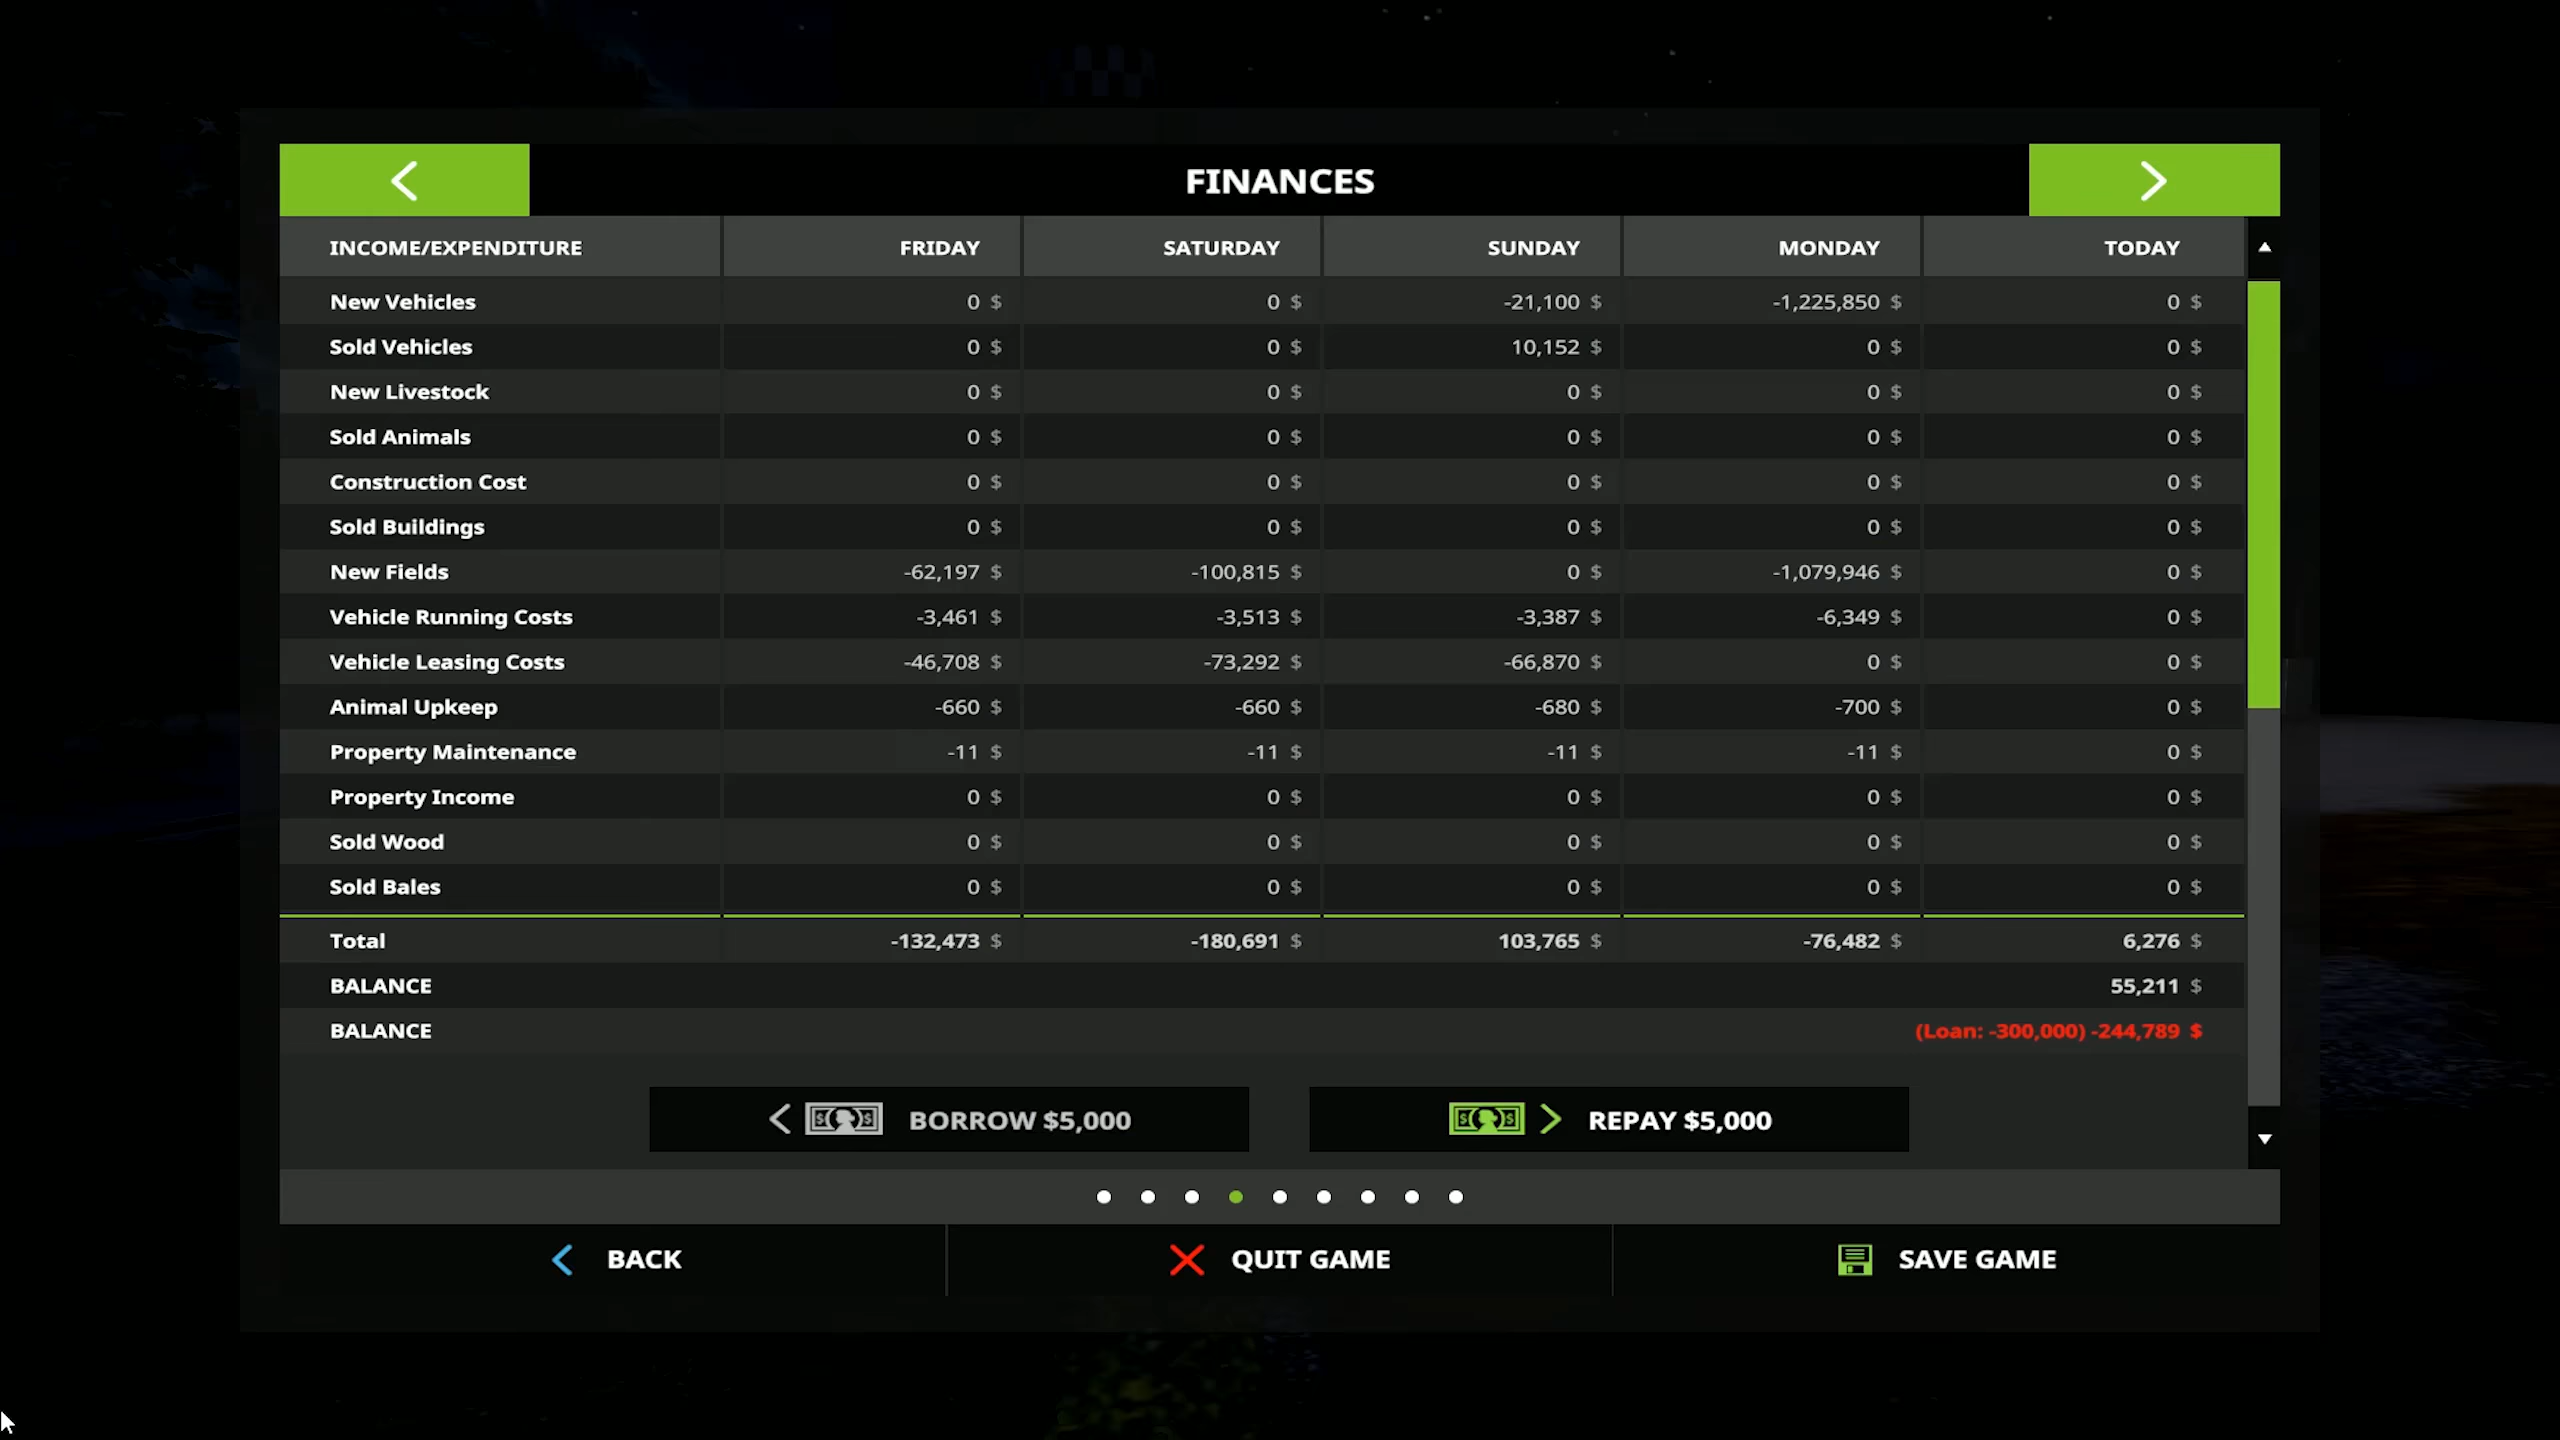 FINANCES
INCOME/EXPENDITURE FRIDAY SATURDAY SUNDAY MONDAY TODAY
New Vehicles 0 $ 0 $ -21,100 $ -1,225,850 $ 0 $
Sold Vehicles 0 $ 0 $ 10,152 $ 0 $ 0 $
New Livestock 0 $ 0 $ 0 $ 0 $ 0 $
Sold Animals 0 $ 0 $ 0 $ 0 $ 0 $
Construction Cost 0 $ 0 $ 0 $ 0 $ 0 $
Sold Buildings 0 $ 0 $ 0 $ 0 $ 0 $
New Fields -62,197 $ -100,815 $ 0 $ -1,079,946 $ 0 $
Vehicle Running Costs -3,461 $ -3,513 $ -3,387 $ -6,349 $ 0 $
Vehicle Leasing Costs -46,708 $ -73,292 $ -66,870 $ 0 $ 0 $
Animal Upkeep -660 $ -660 $ -680 $ -700 $ 0 $
Property Maintenance -11 $ -11 $ -11 $ -11 $ 0 $
Property Income 0 $ 0 $ 0 $ 0 $ 0 $
Sold Wood 0 $ 0 $ 0 $ 0 $ 0 $
Sold Bales 0 $ 0 $ 0 $ 0 $ 0 $
Total -132,473 $ -180,691 $ 103,765 $ -76,482 $ 6,276 $
BALANCE 55,211 $
BALANCE (Loan: -300,000) -244,789 $
BORROW $5,000 REPAY $5,000
BACK QUIT GAME SAVE GAME